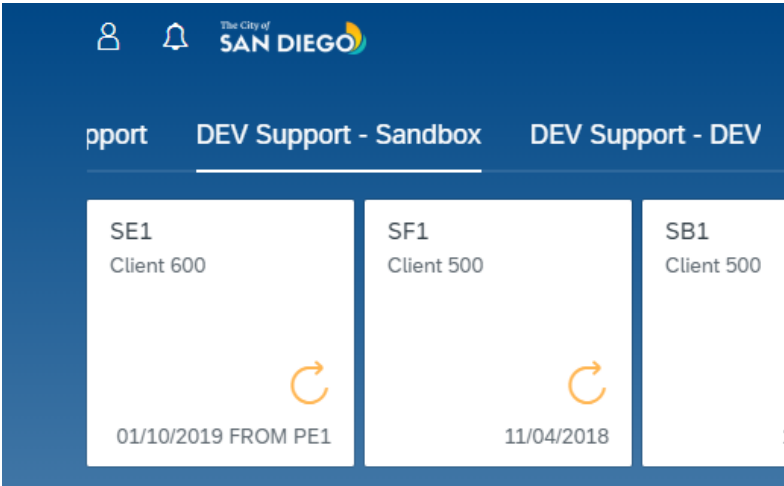 The City of
SAN DIEGO
pport DEV Support - Sandbox DEV Support - DEV
SE1
Client 600
01/10/2019 FROM PE1
SF1
Client 500
11/04/2018
SB1
Client 500